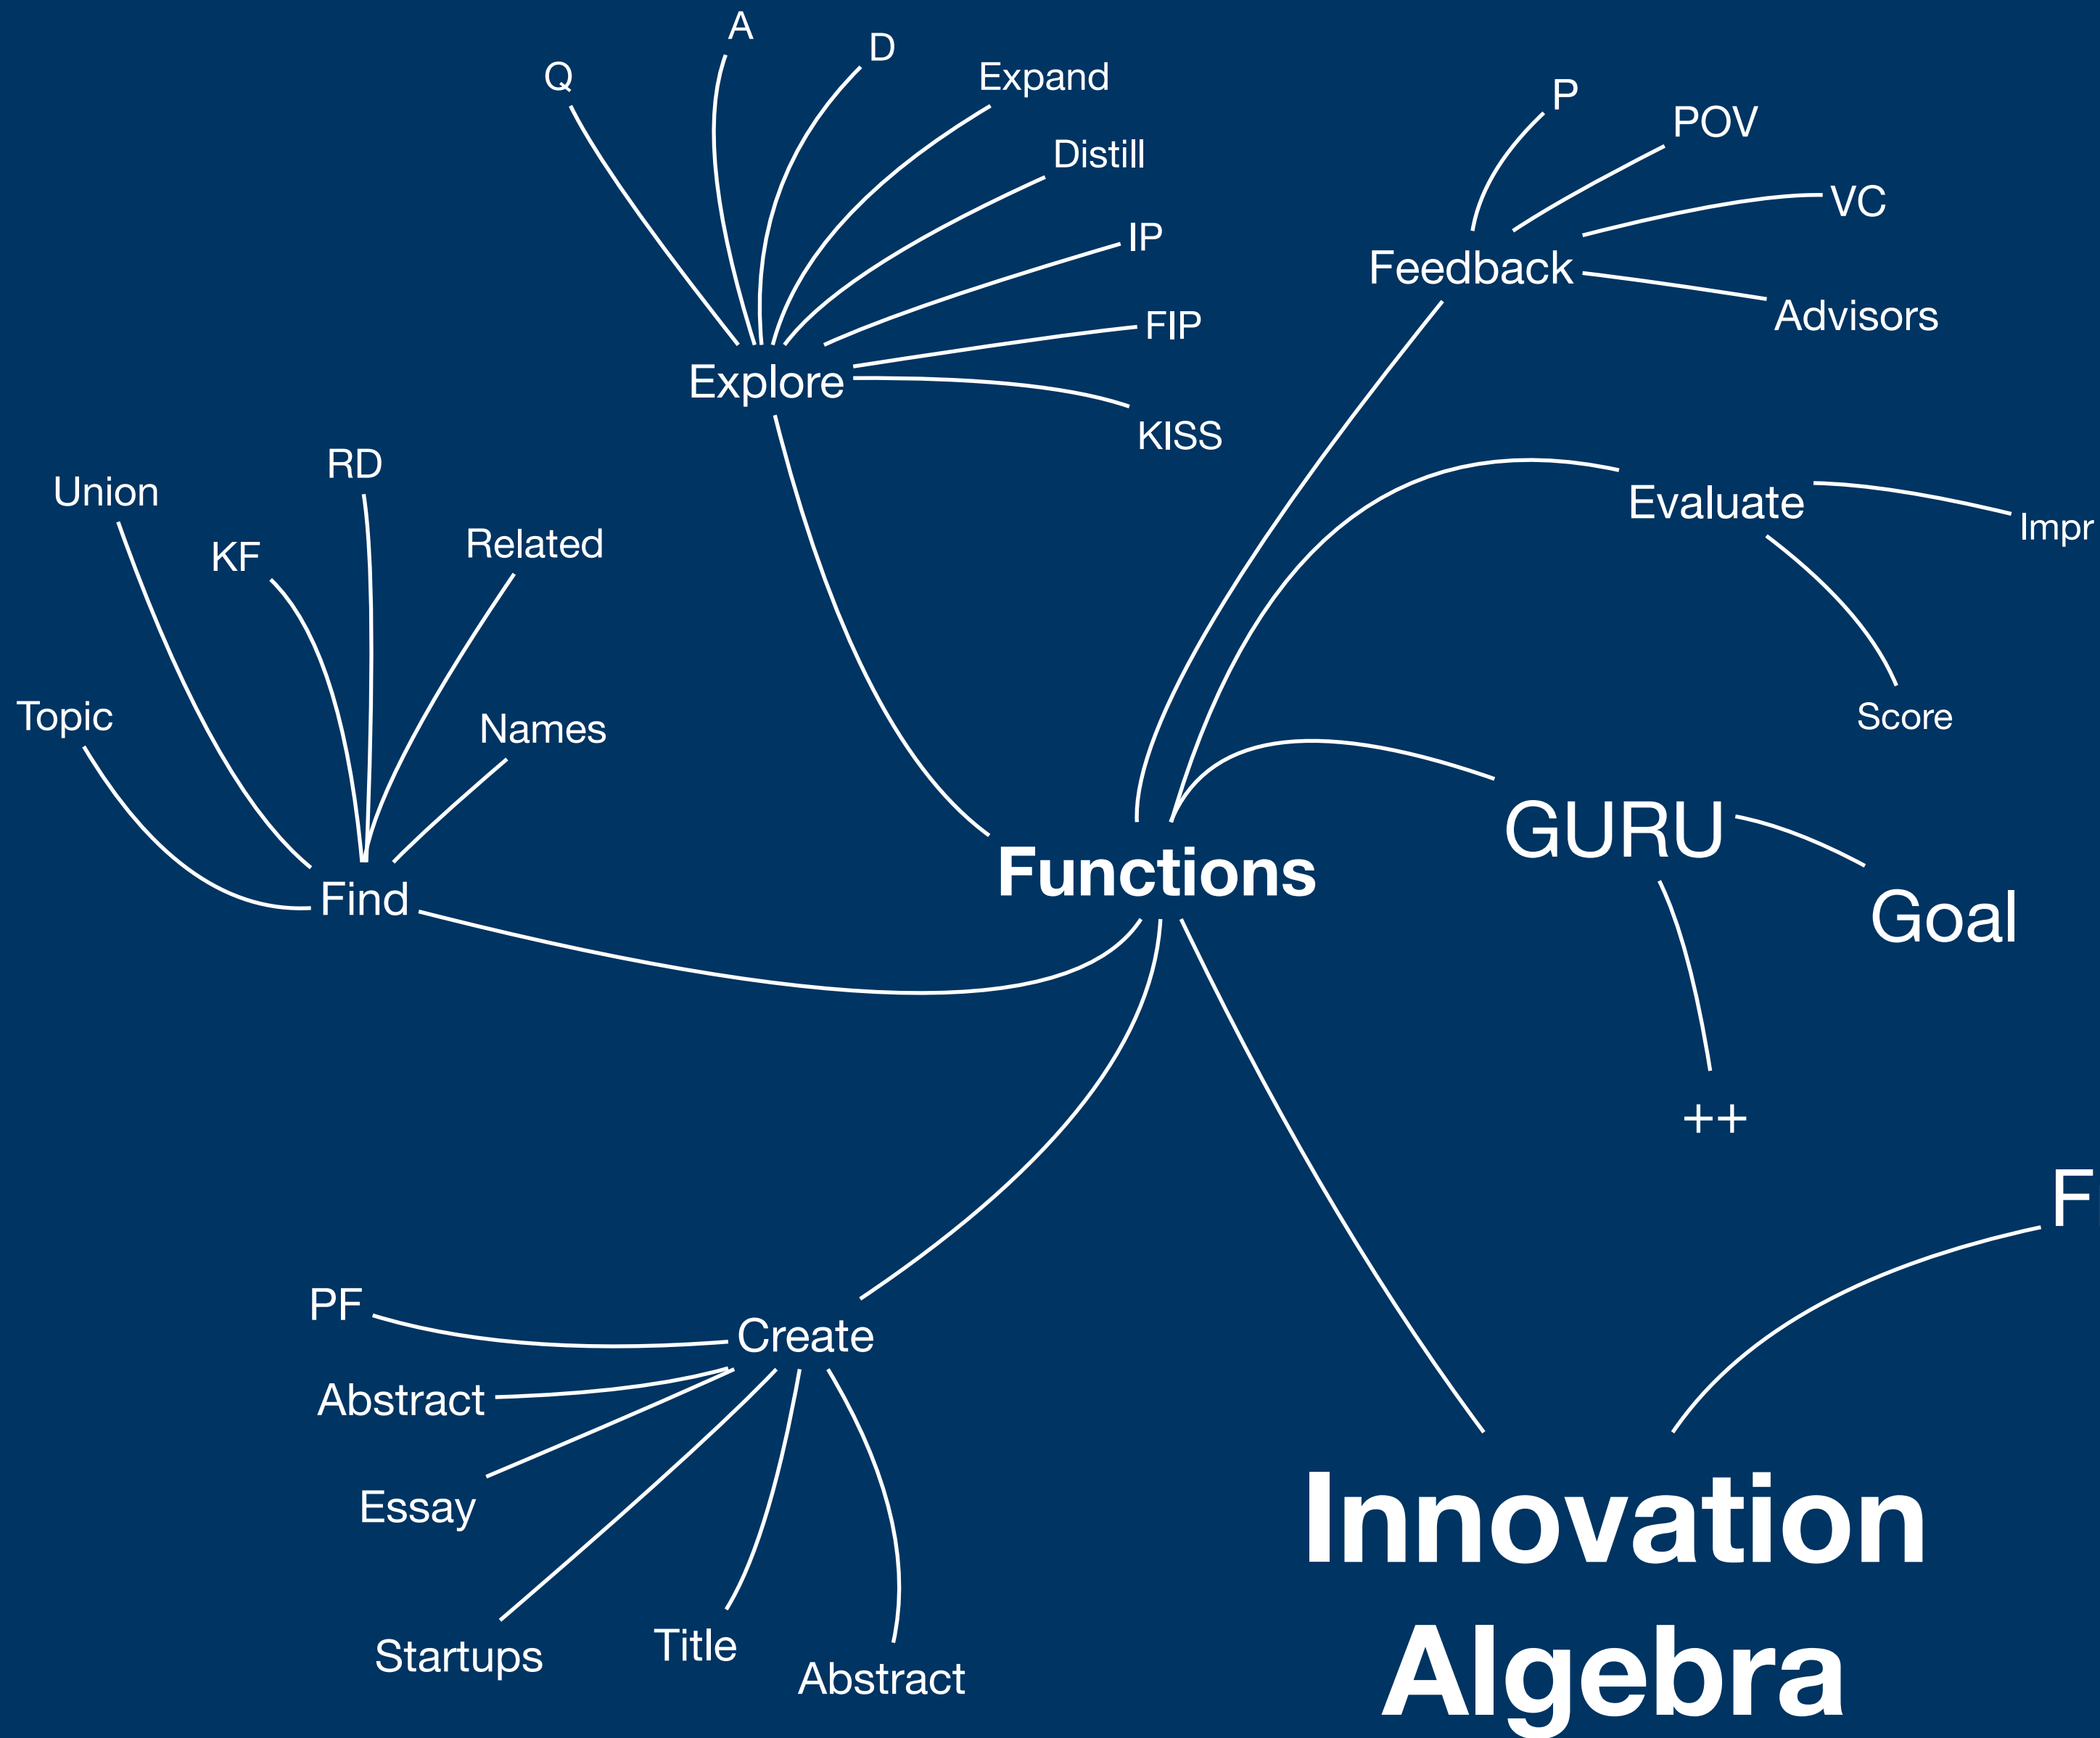 A
D
Q
Expand
P
POV
Distill
VC
IP
Feedback
FIP
Advisors
Explore
KISS
RD
Union
Evaluate
Impr
KF
Related
Topic
Names
Score
GURU
Functions
Find
Goal
++
F
PF
Create
Abstract
Essay
Innovation
Algebra
Startups
Title
Abstract